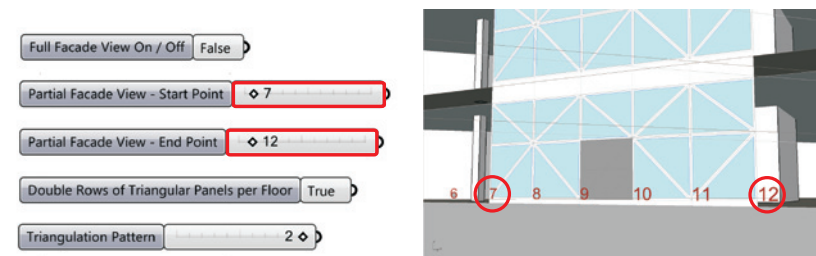 Full Facade View On / Off False
Partial Facade View - Start Point 7
Partial Facade View - End Point 12
Double Rows of Triangular Panels per Floor True
Triangulation Pattern 2
6 7 8 9 10 11 12